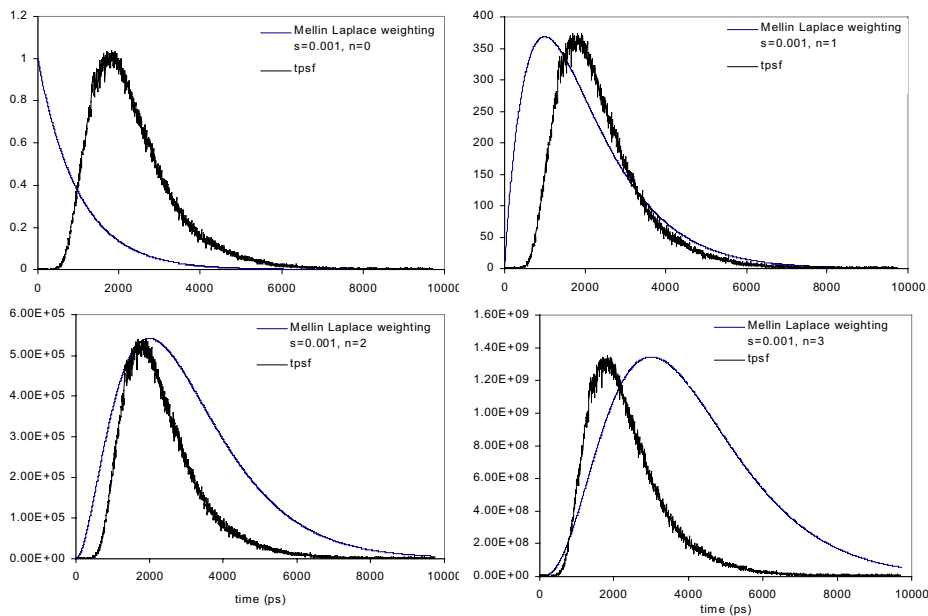 1.2
1
0.8
0.6
0.4
0.2
0
0 2000 4000 6000 8000 10000
Mellin Laplace weighting
s=0.001, n=0
tpsf
400
350
300
250
200
150
100
50
0
0 2000 4000 6000 8000 10000
Mellin Laplace weighting
s=0.001, n=1
tpsf
6.00E+05
5.00E+05
4.00E+05
3.00E+05
2.00E+05
1.00E+05
0.00E+00
0 2000 4000 6000 8000 10000
Mellin Laplace weighting
s=0.001, n=2
tpsf
time (ps)
1.60E+09
1.40E+09
1.20E+09
1.00E+09
8.00E+08
6.00E+08
4.00E+08
2.00E+08
0.00E+00
0 2000 4000 6000 8000 10000
Mellin Laplace weighting
s=0.001, n=3
tpsf
time (ps)